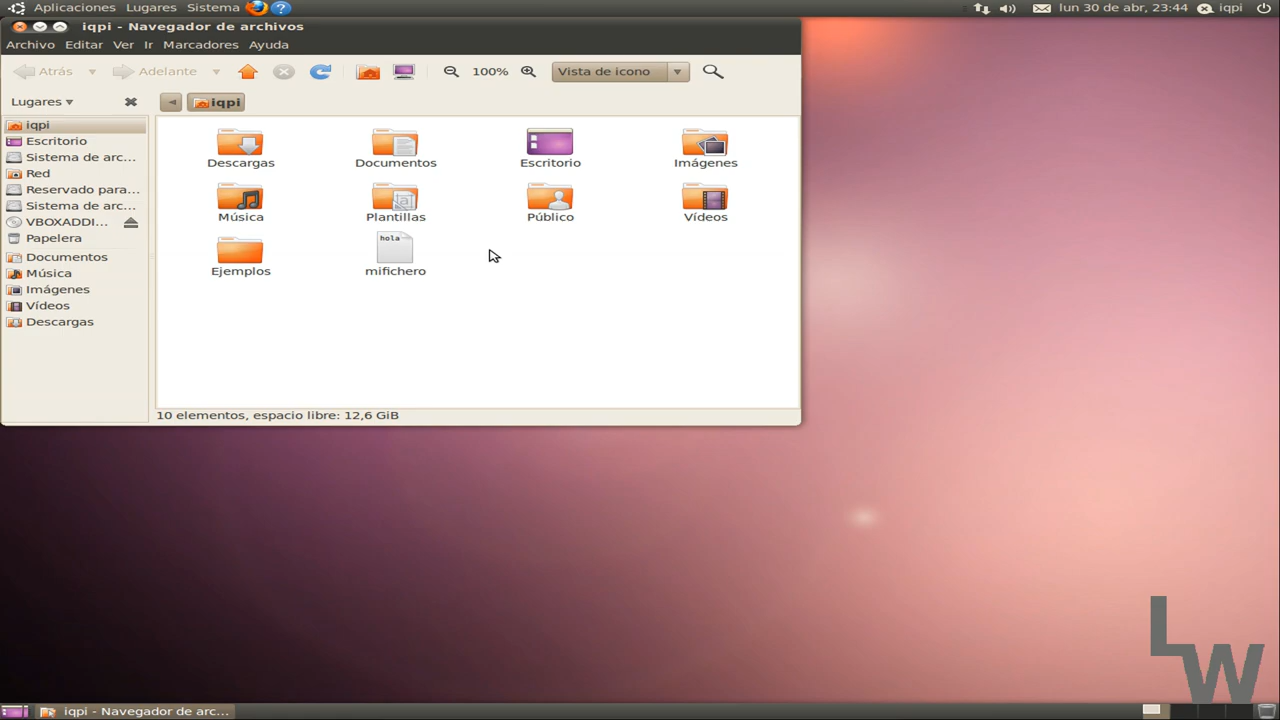 Aplicaciones Lugares Sistema lun 30 de abr, 23:44 iqpi
iqpi - Navegador de archivos
Archivo Editar Ver Ir Marcadores Ayuda
Atrás Adelante 100% Vista de icono
Lugares iqpi
iqpi
Escritorio
Sistema de arc...
Red
Reservado para...
Sistema de arc...
VBOXADDI...
Papelera
Documentos
Música
Imágenes
Vídeos
Descargas
Descargas Documentos Escritorio Imágenes
Música Plantillas Público Vídeos
hola
Ejemplos mifichero
10 elementos, espacio libre: 12,6 GiB
LW
iqpi - Navegador de arc...